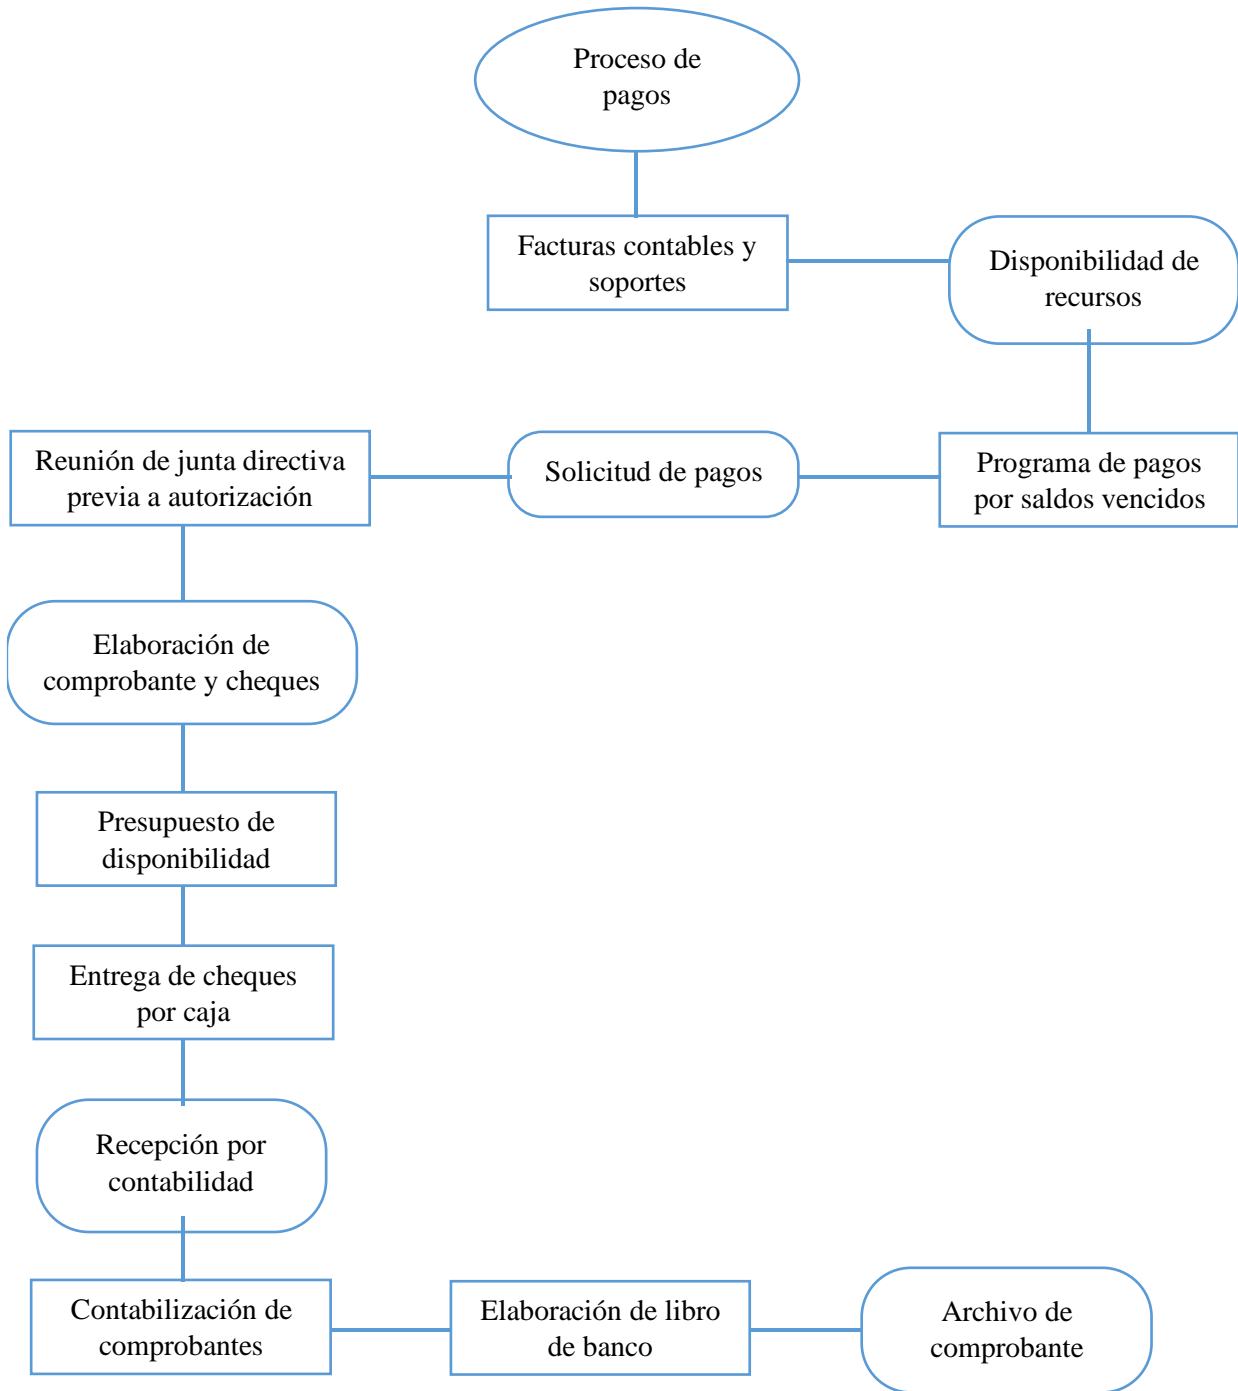 Proceso de
pagos
Facturas contables y
soportes
Disponibilidad de
recursos
Programa de pagos
por saldos vencidos
Solicitud de pagos
Reunión de junta directiva
previa a autorización
Elaboración de
comprobante y cheques
Presupuesto de
disponibilidad
Entrega de cheques
por caja
Recepción por
contabilidad
Contabilización de
comprobantes
Elaboración de libro
de banco
Archivo de
comprobante